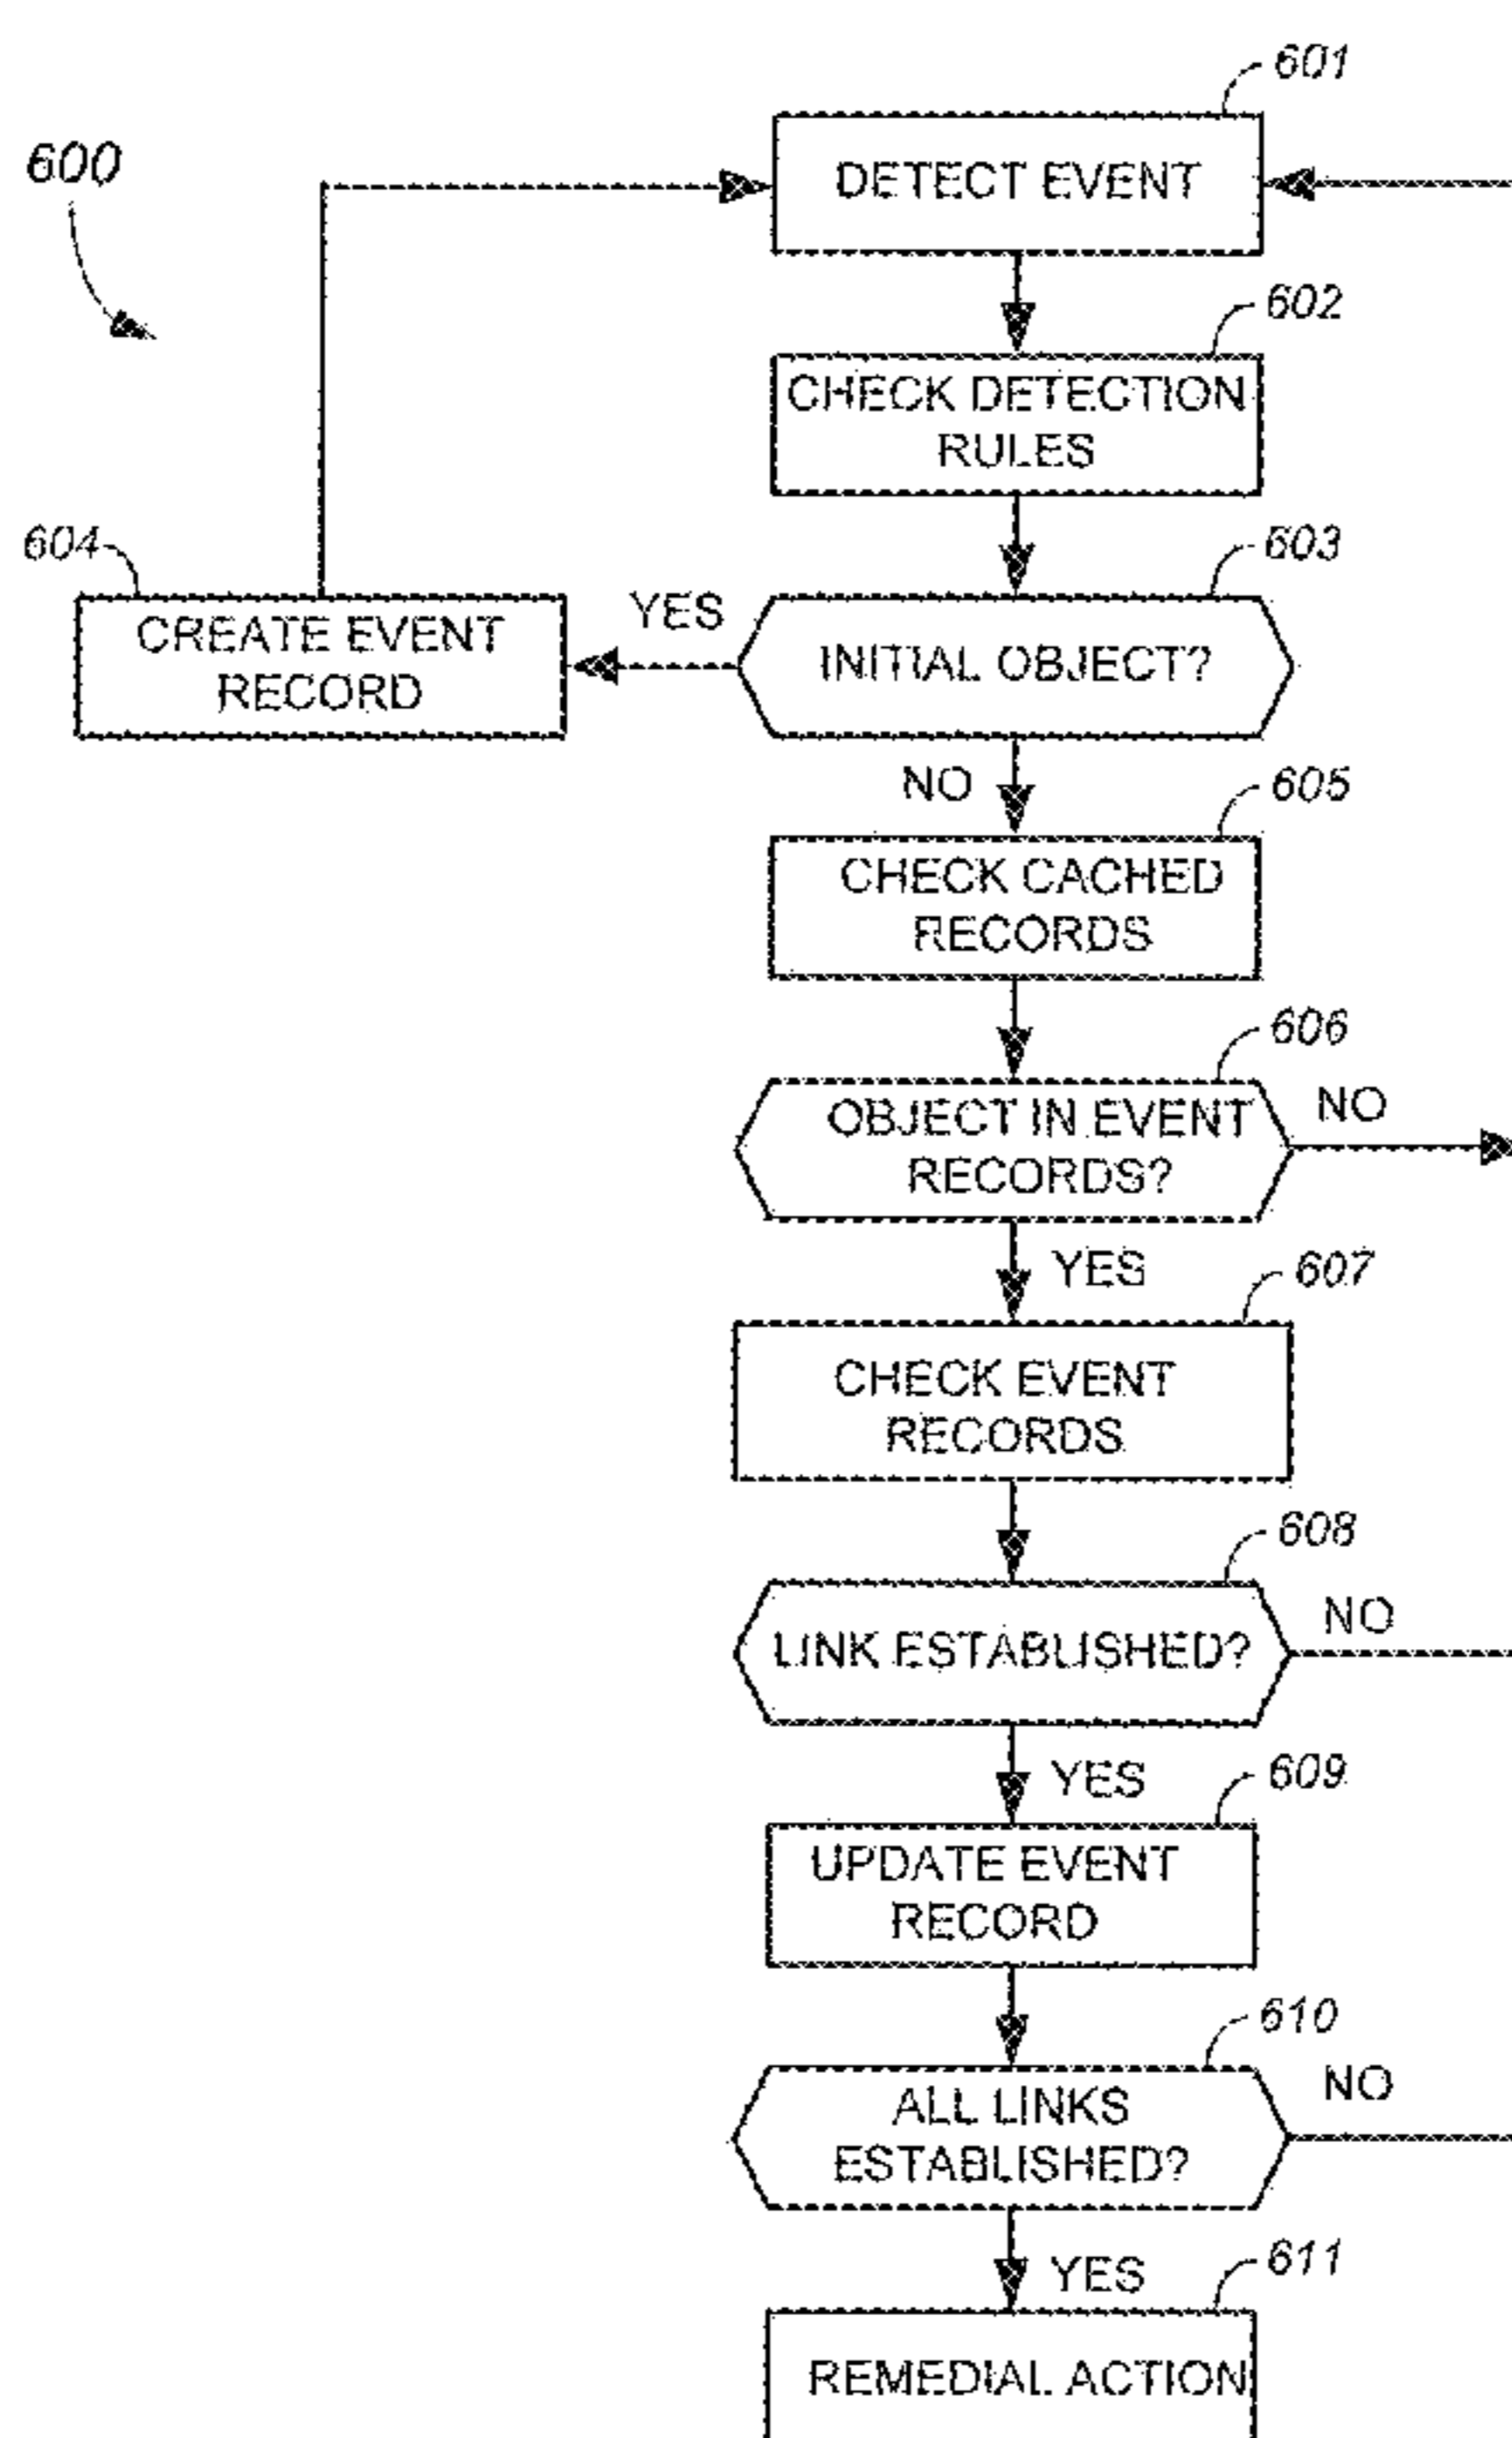 601
600
DETECT EVENT
602
CHECK DETECTION
RULES
604
603
YES
CREATE EVENT
RECORD
INITIAL OBJECT?
NO
605
CHECK CACHED
RECORDS
606
NO
OBJECT IN EVENT
RECORDS?
YES
607
CHECK EVENT
RECORDS
608
NO
LINK ESTABLISHED?
YES
609
UPDATE EVENT
RECORD
610
NO
ALL LINKS
ESTABLISHED?
YES
611
REMEDIAL ACTION